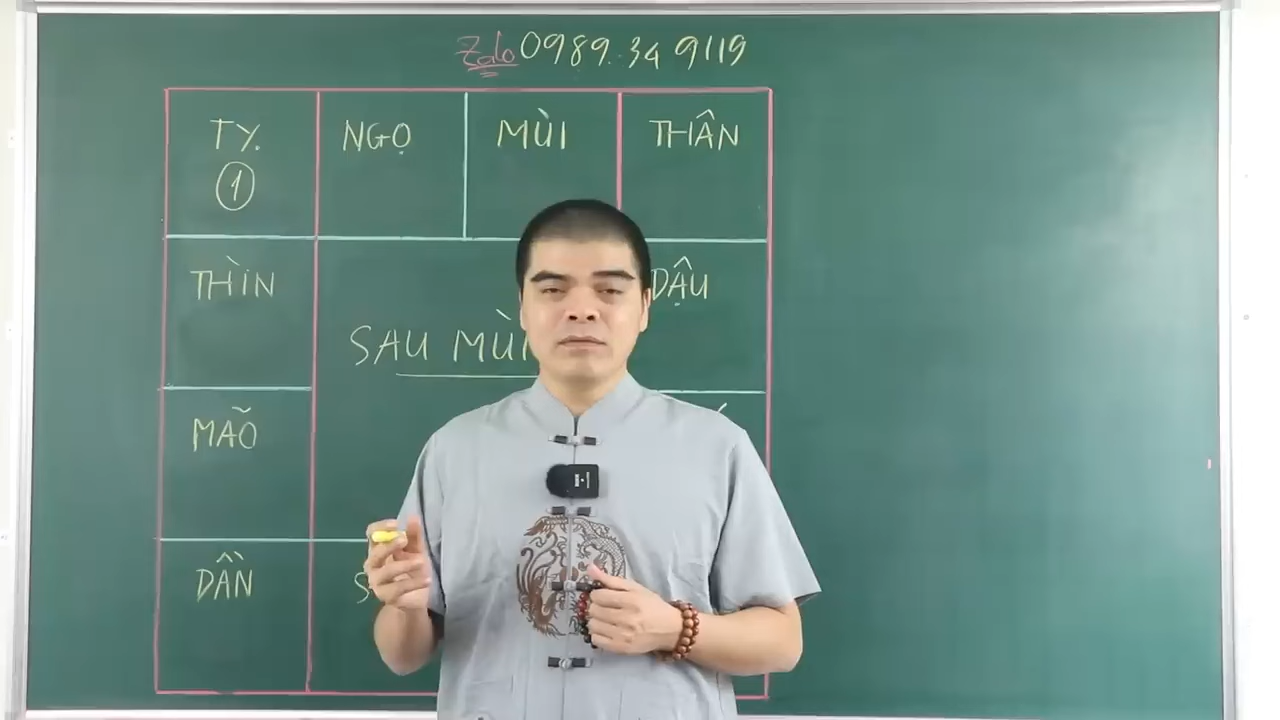 Zalo 0989.34 9119
TỴ. NGỌ MÙI THÂN
1
THÌN DẬU
SAU MÙI
MÃO
DẦN